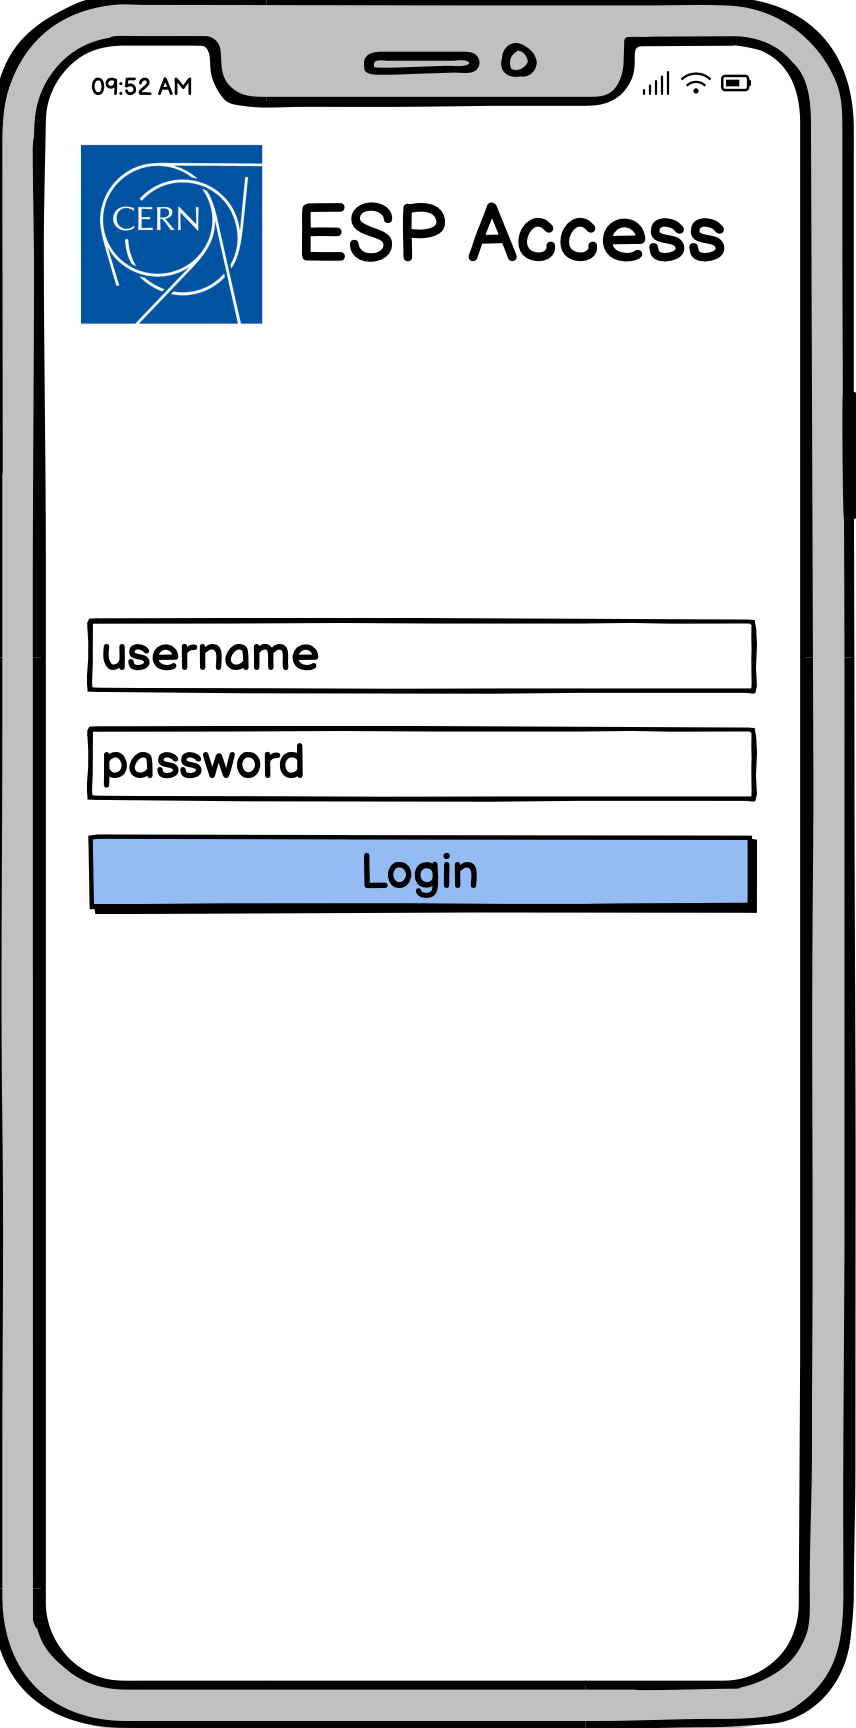 09:52 AM
CERN
ESP Access
username
password
Login